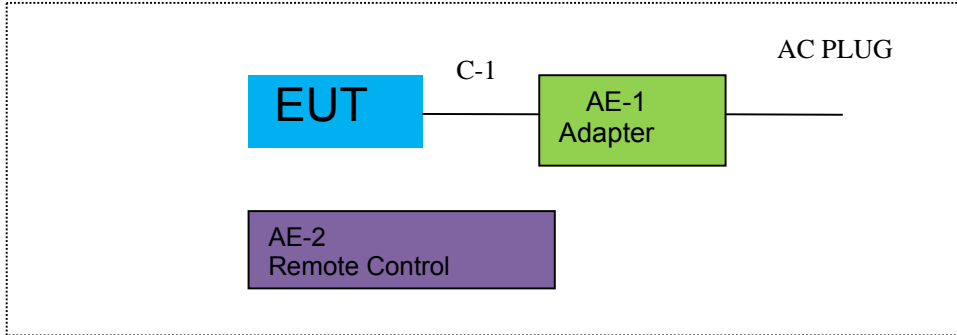 AC PLUG
C-1
EUT
AE-1
Adapter
AE-2
Remote Control